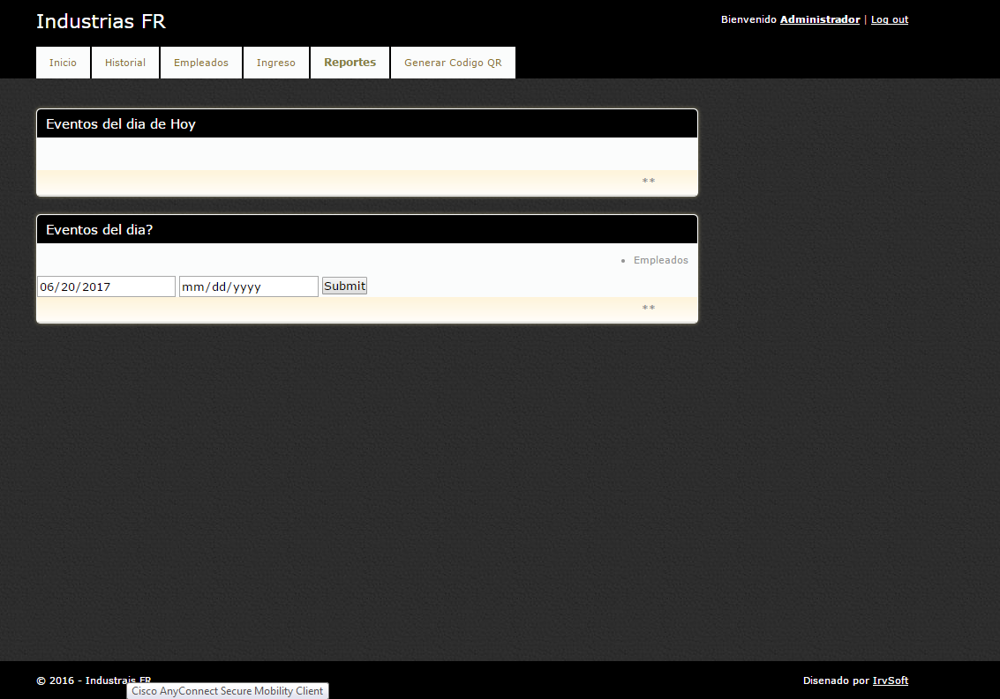 Industrias FR
Bienvenido Administrador | Log out
Inicio
Historial
Empleados
Ingreso
Reportes
Generar Codigo QR
Eventos del dia de Hoy
**
Eventos del dia?
• Empleados
06/20/2017 mm/dd/yyyy Submit
**
© 2016 - Industrais FR
Disenado por IrvSoft
Cisco AnyConnect Secure Mobility Client